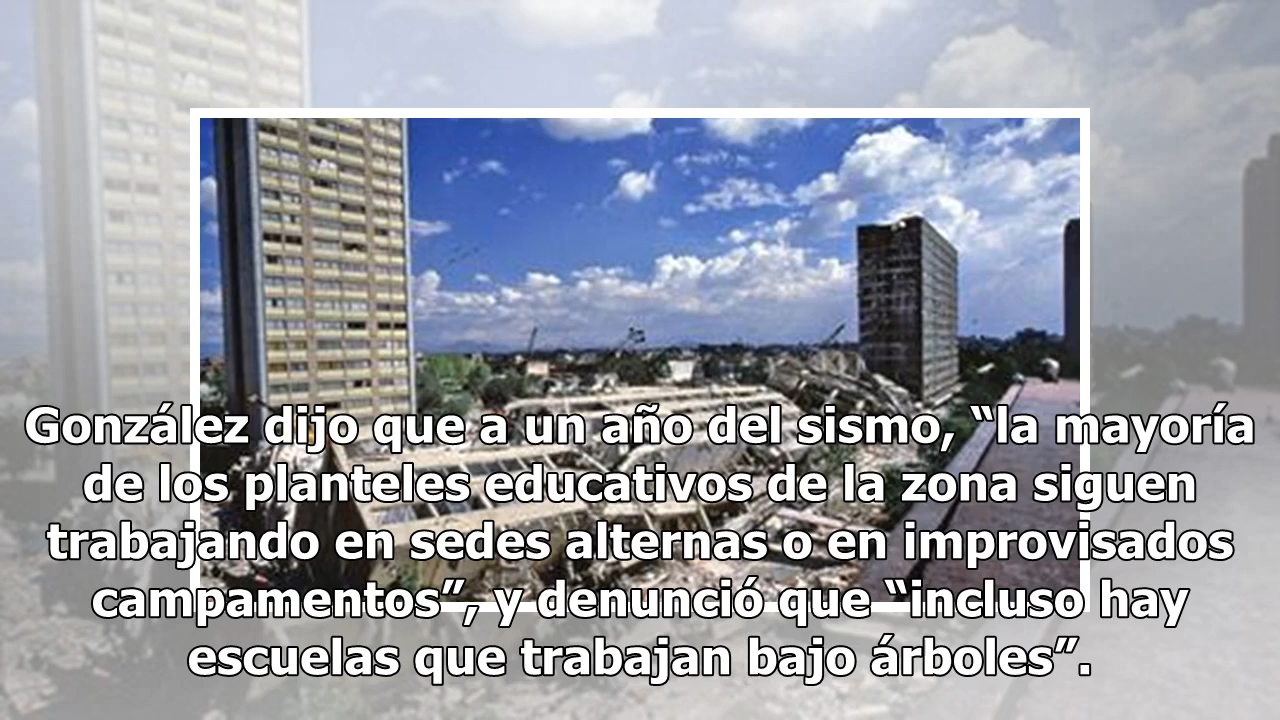 González dijo que a un año del sismo, “la mayoría
de los planteles educativos de la zona siguen
trabajando en sedes alternas o en improvisados
campamentos”, y denunció que “incluso hay
escuelas que trabajan bajo árboles”.